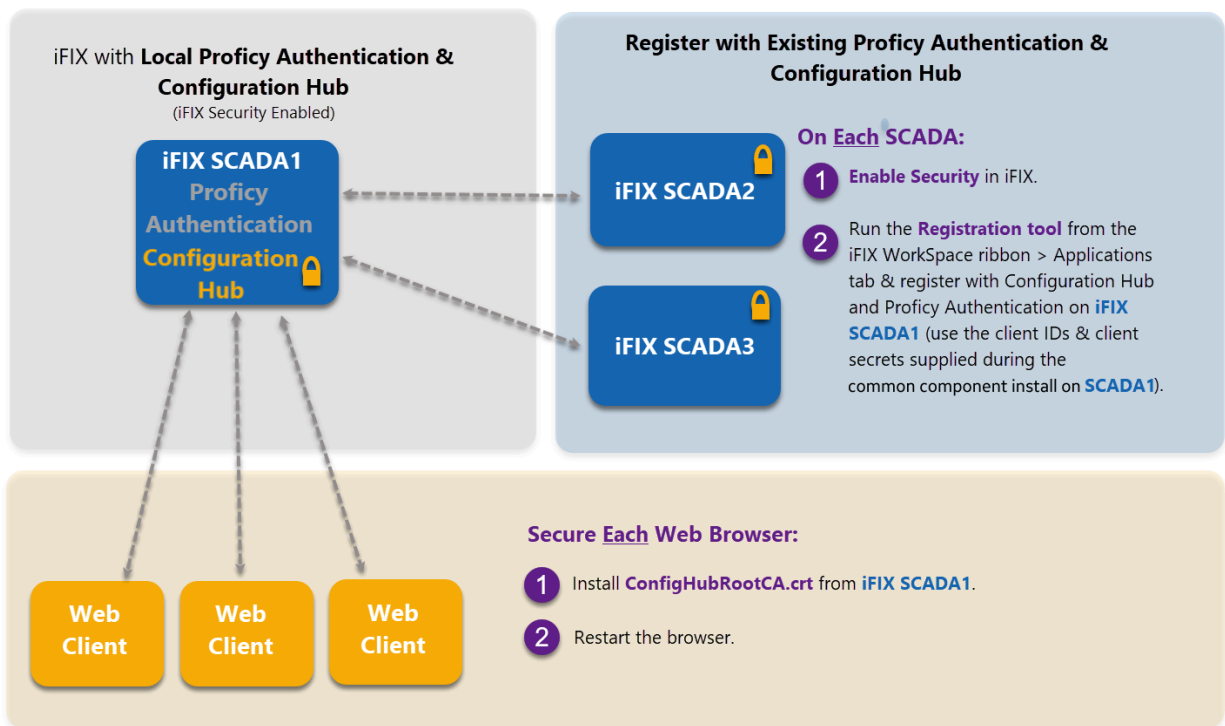 iFIX with Local Proficy Authentication &
Configuration Hub
(iFIX Security Enabled)
iFIX SCADA1
Proficy
Authentication
Configuration
Hub
Register with Existing Proficy Authentication &
Configuration Hub
iFIX SCADA2
iFIX SCADA3
On Each SCADA:
1 Enable Security in iFIX.
2 Run the Registration tool from the
iFIX WorkSpace ribbon > Applications
tab & register with Configuration Hub
and Proficy Authentication on iFIX
SCADA1 (use the client IDs & client
secrets supplied during the
common component install on SCADA1).
Web
Client
Web
Client
Web
Client
Secure Each Web Browser:
1 Install ConfigHubRootCA.crt from iFIX SCADA1.
2 Restart the browser.